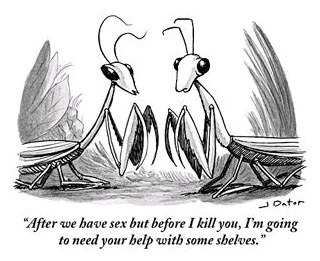 J Dator
“After we have sex but before I kill you, I’m going
to need your help with some shelves.”